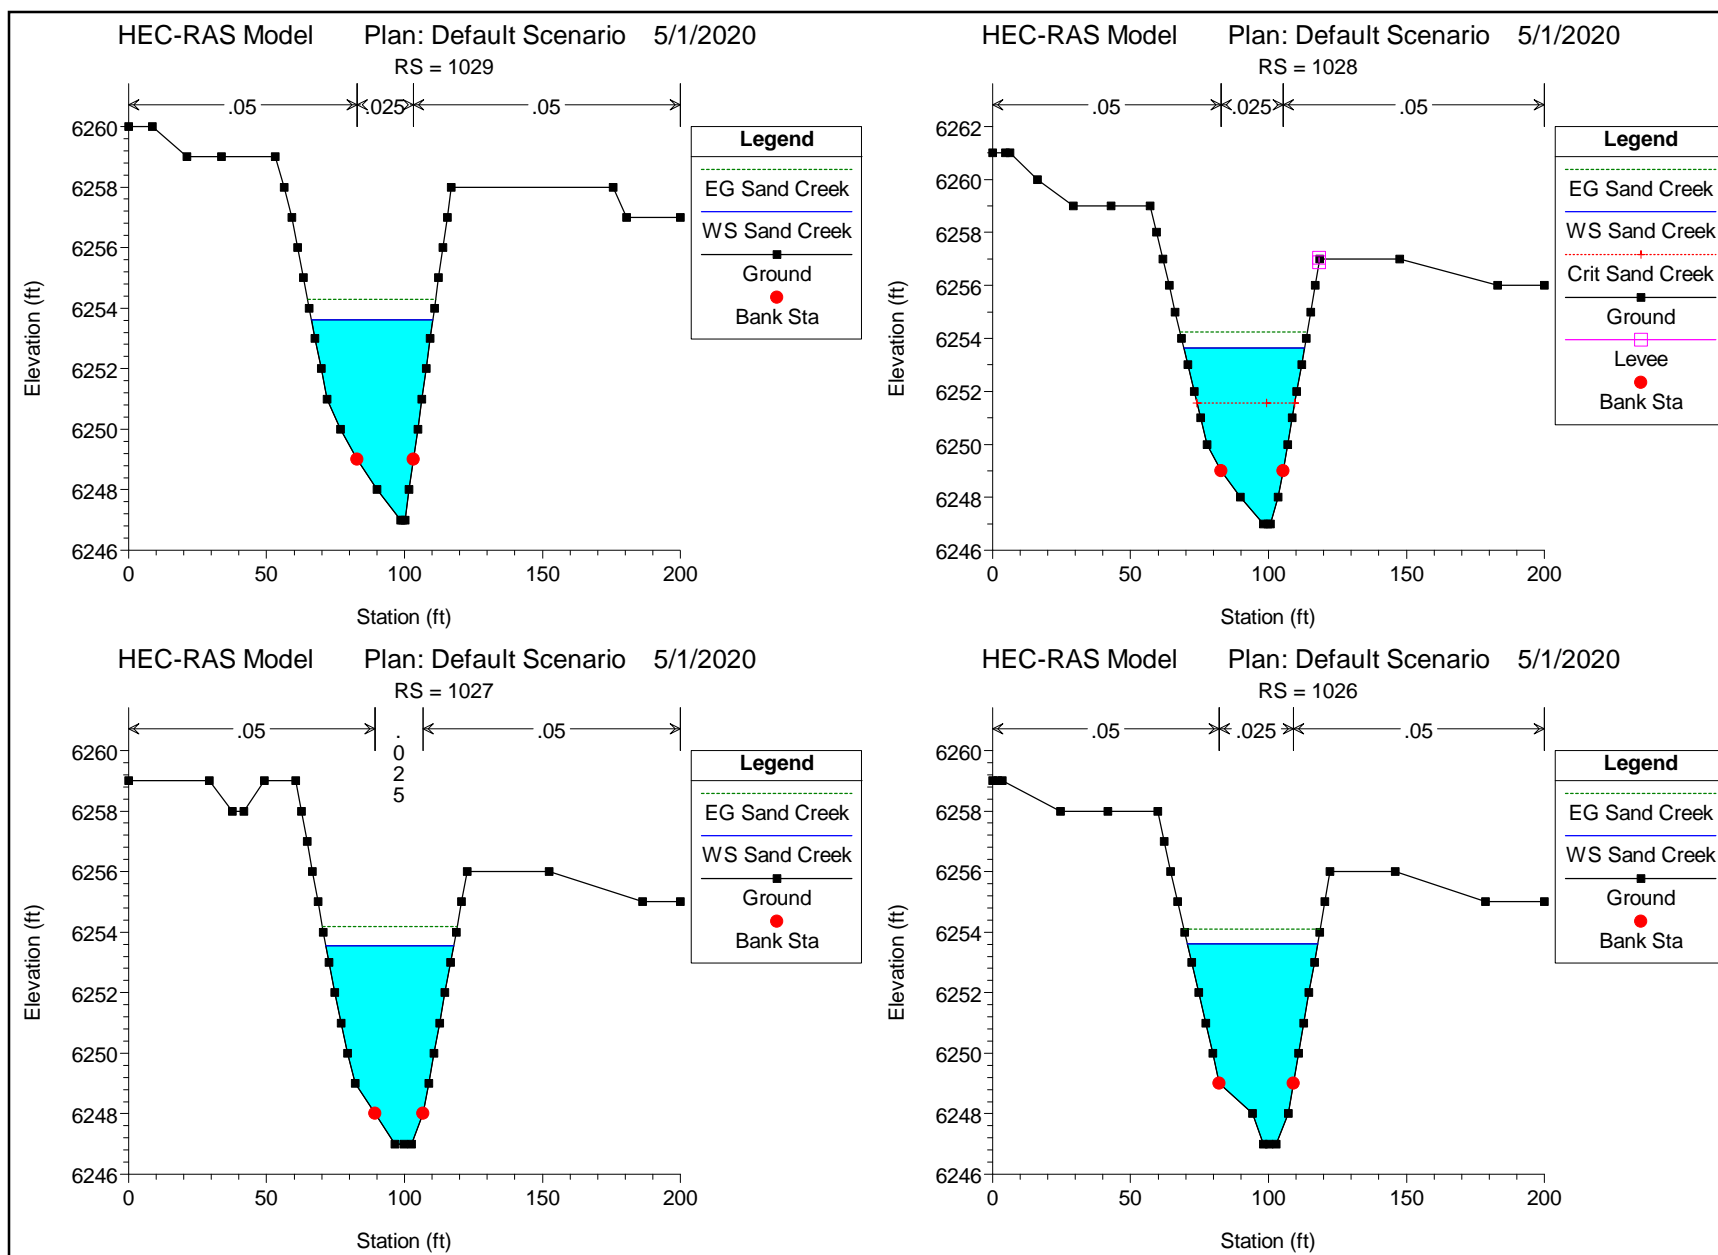 HEC-RAS Model Plan: Default Scenario 5/1/2020
RS = 1029
.05 .025 .05
6260
6258
6256
6254
6252
6250
6248
6246
Elevation (ft)
0 50 100 150 200
Station (ft)
Legend
EG Sand Creek
WS Sand Creek
Ground
Bank Sta
HEC-RAS Model Plan: Default Scenario 5/1/2020
RS = 1028
.05 .025 .05
6262
6260
6258
6256
6254
6252
6250
6248
6246
Elevation (ft)
0 50 100 150 200
Station (ft)
Legend
EG Sand Creek
WS Sand Creek
Crit Sand Creek
Ground
Levee
Bank Sta
HEC-RAS Model Plan: Default Scenario 5/1/2020
RS = 1027
.05 .025 .05
6260
6258
6256
6254
6252
6250
6248
6246
Elevation (ft)
0 50 100 150 200
Station (ft)
Legend
EG Sand Creek
WS Sand Creek
Ground
Bank Sta
HEC-RAS Model Plan: Default Scenario 5/1/2020
RS = 1026
.05 .025 .05
6260
6258
6256
6254
6252
6250
6248
6246
Elevation (ft)
0 50 100 150 200
Station (ft)
Legend
EG Sand Creek
WS Sand Creek
Ground
Bank Sta